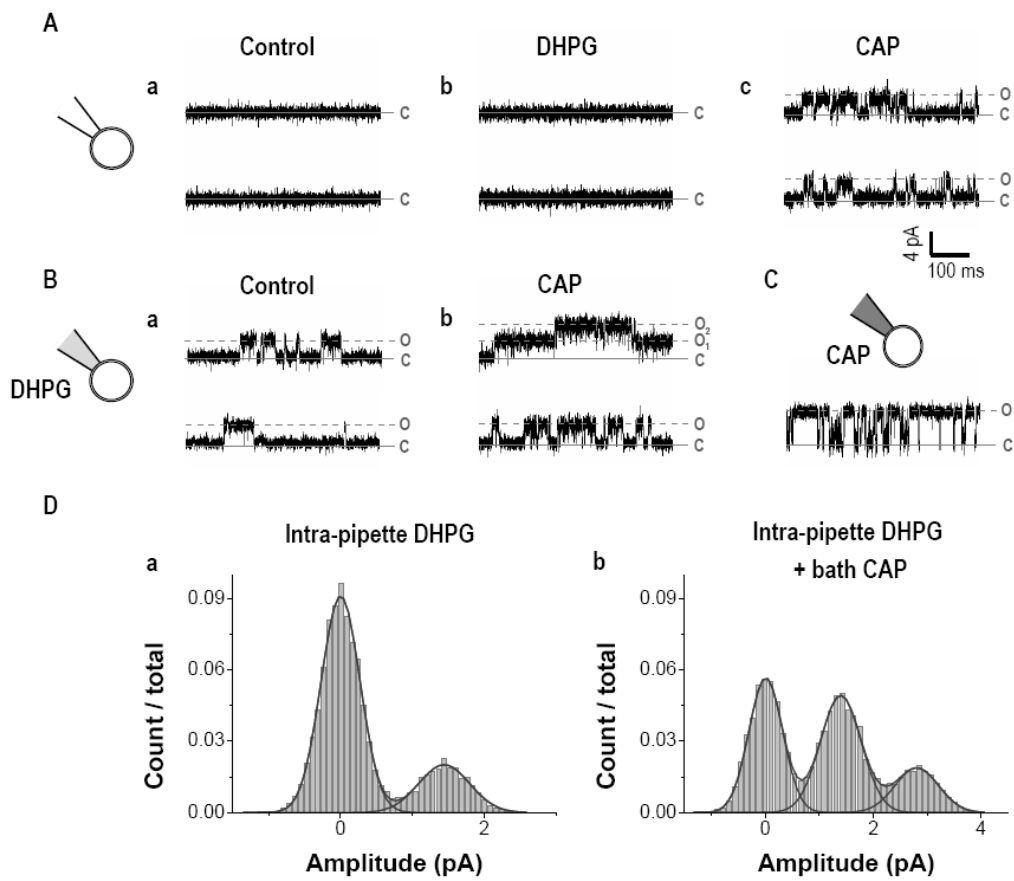 A
Control
DHPG
CAP
a
b
c
C
C
O
C
C
C
O
C
4 pA
100 ms
B
Control
CAP
C
a
b
DHPG
CAP
O
C
O2
O1
C
O
C
O
C
O
C
D
Intra-pipette DHPG
Intra-pipette DHPG
+ bath CAP
a
b
0.09
0.06
0.03
0.00
Count / total
0
2
Amplitude (pA)
0.09
0.06
0.03
0.00
Count / total
0
2
4
Amplitude (pA)